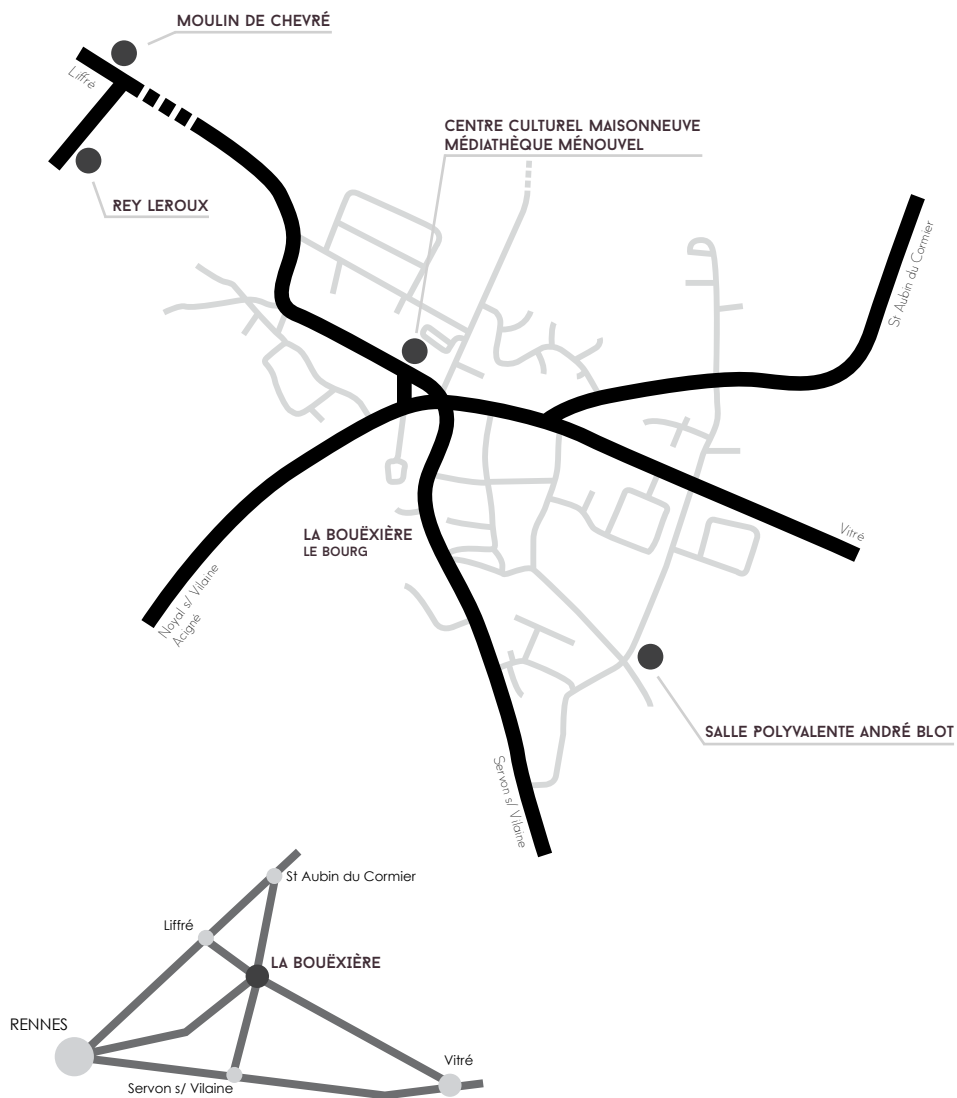 MOULIN DE CHEVRÉ
Liffré
CENTRE CULTUREL MAISONNEUVE
MÉDIATHÈQUE MÉNOUVEL
REY LEROUX
St Aubin du Cormier
LA BOUËXIÈRE
LE BOURG
Vitré
Noyal s/ Vilaine
Acigné
SALLE POLYVALENTE ANDRÉ BLOT
Servon s/ Vilaine
St Aubin du Cormier
Liffré
LA BOUËXIÈRE
RENNES
Vitré
Servon s/ Vilaine